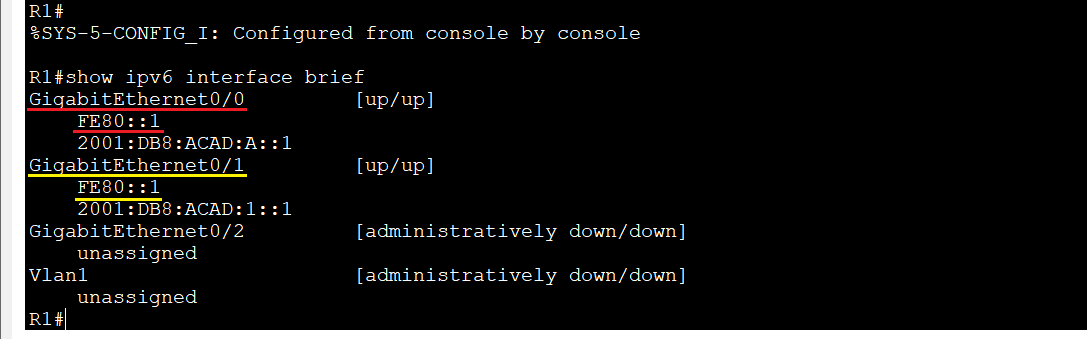 R1#
%SYS-5-CONFIG_I: Configured from console by console
R1#show ipv6 interface brief
GigabitEthernet0/0 [up/up]
FE80::1
2001:DB8:ACAD:A::1
GigabitEthernet0/1 [up/up]
FE80::1
2001:DB8:ACAD:1::1
GigabitEthernet0/2 [administratively down/down]
unassigned
Vlan1 [administratively down/down]
unassigned
R1#